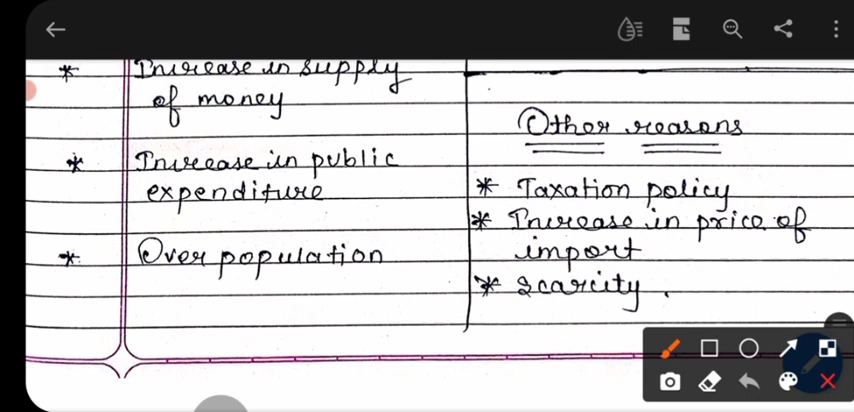 * Increase in supply
of money
* Increase in public
expenditure
* Over population
Other reasons
* Taxation policy
* Increase in price of
import
* Scarcity.